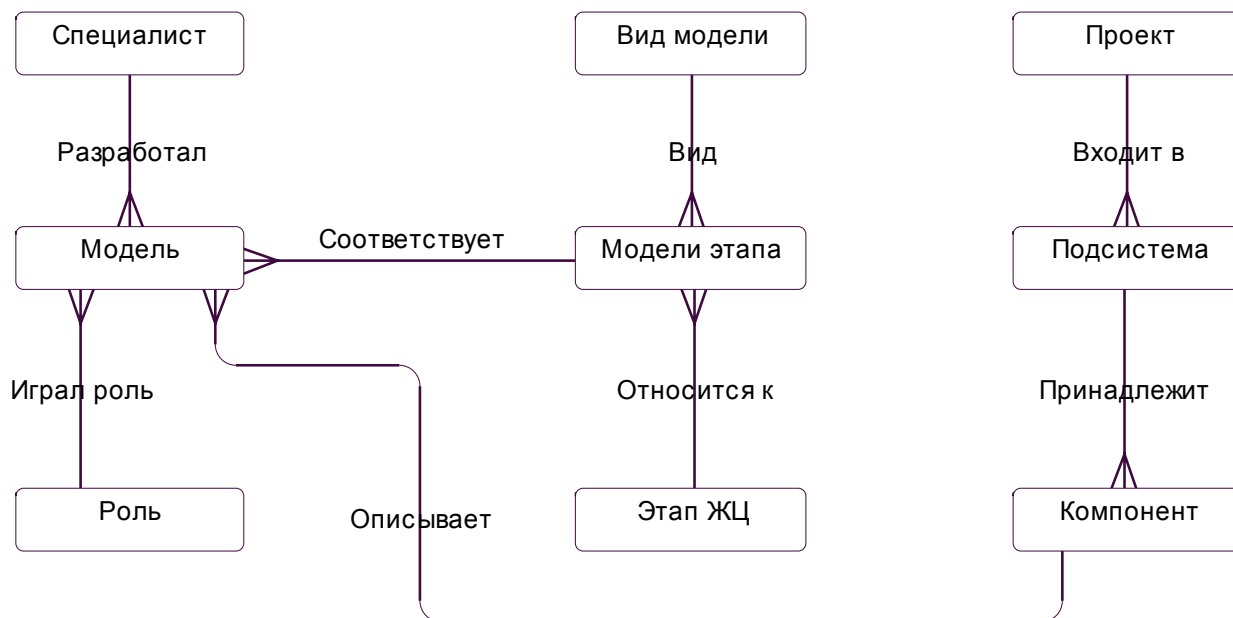 Специалист
Вид модели
Проект
Разработал
Вид
Входит в
Модель
Соответствует
Модели этапа
Подсистема
Играл роль
Относится к
Принадлежит
Роль
Описывает
Этап ЖЦ
Компонент